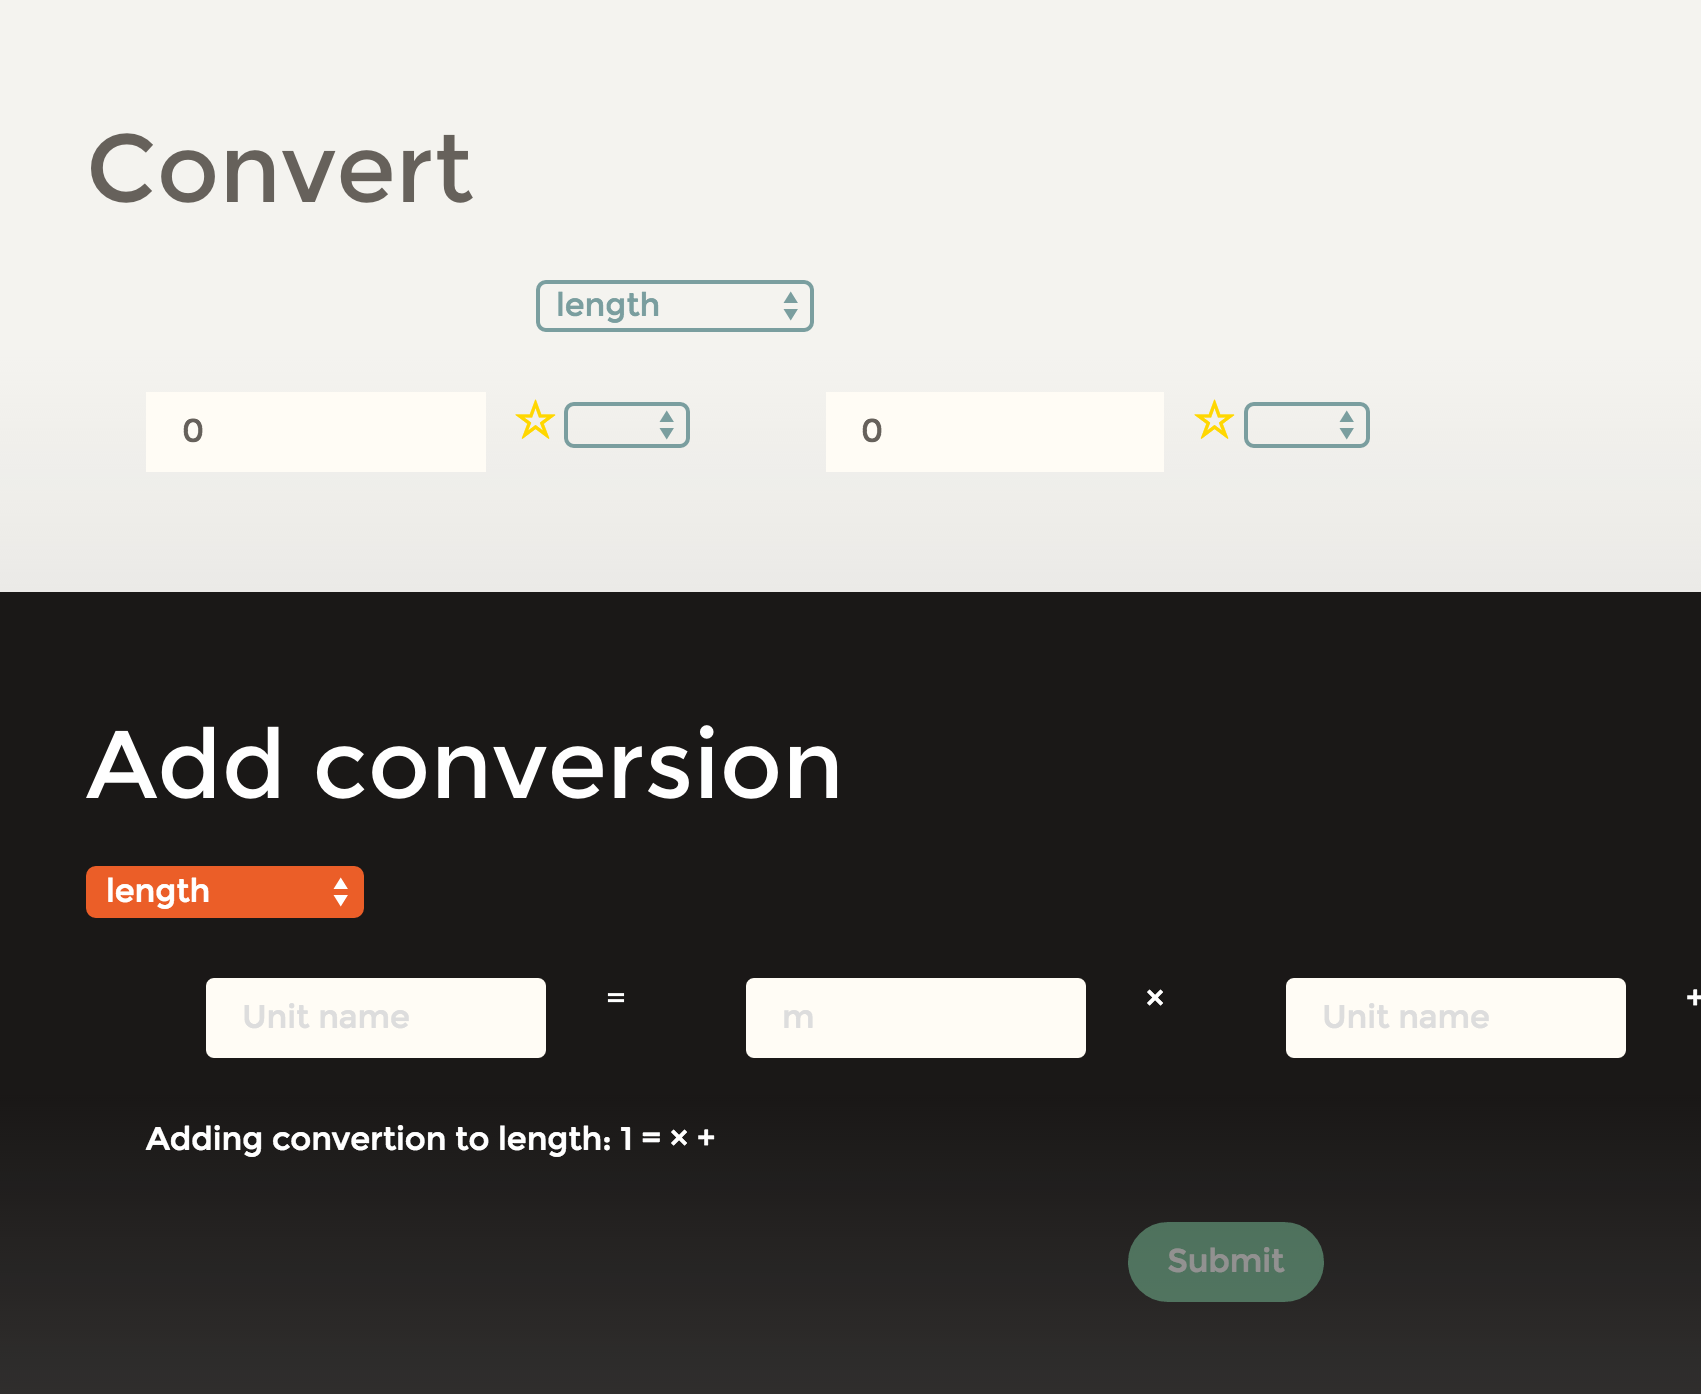 Convert
length
0 0
Add conversion
length
Unit name = m × Unit name +
Adding convertion to length: 1 = × +
Submit